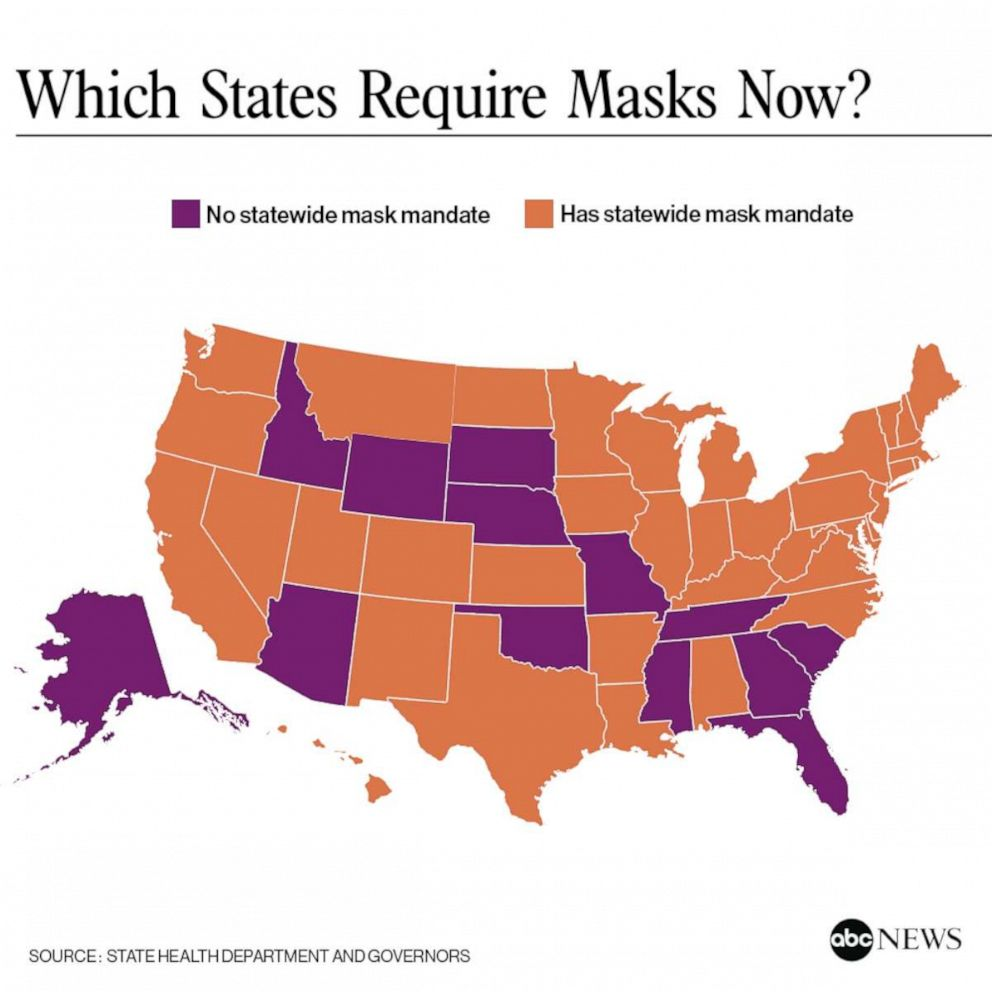 Which States Require Masks Now?
No statewide mask mandate
Has statewide mask mandate
SOURCE: STATE HEALTH DEPARTMENT AND GOVERNORS
abc NEWS